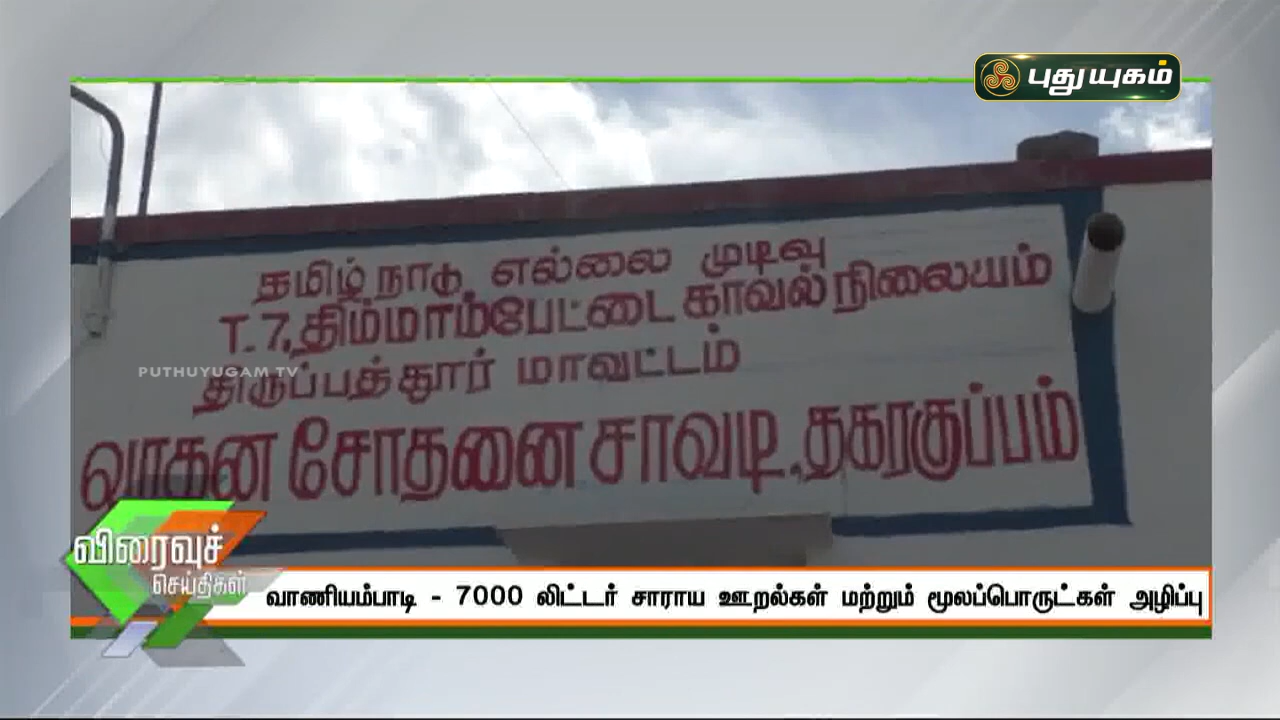 புதுயுகம்
தமிழ்நாடு எல்லை முடிவு
T.7.திம்மாம்பேட்டை காவல் நிலையம்
PUTHUYUGAM TV
திருப்பத்தூர் மாவட்டம்
வாகன சோதனை சாவடி,தகரகுப்பம்
விரைவுச்
செய்திகள்
வாணியம்பாடி - 7000 லிட்டர் சாராய ஊறல்கள் மற்றும் மூலப்பொருட்கள் அழிப்பு